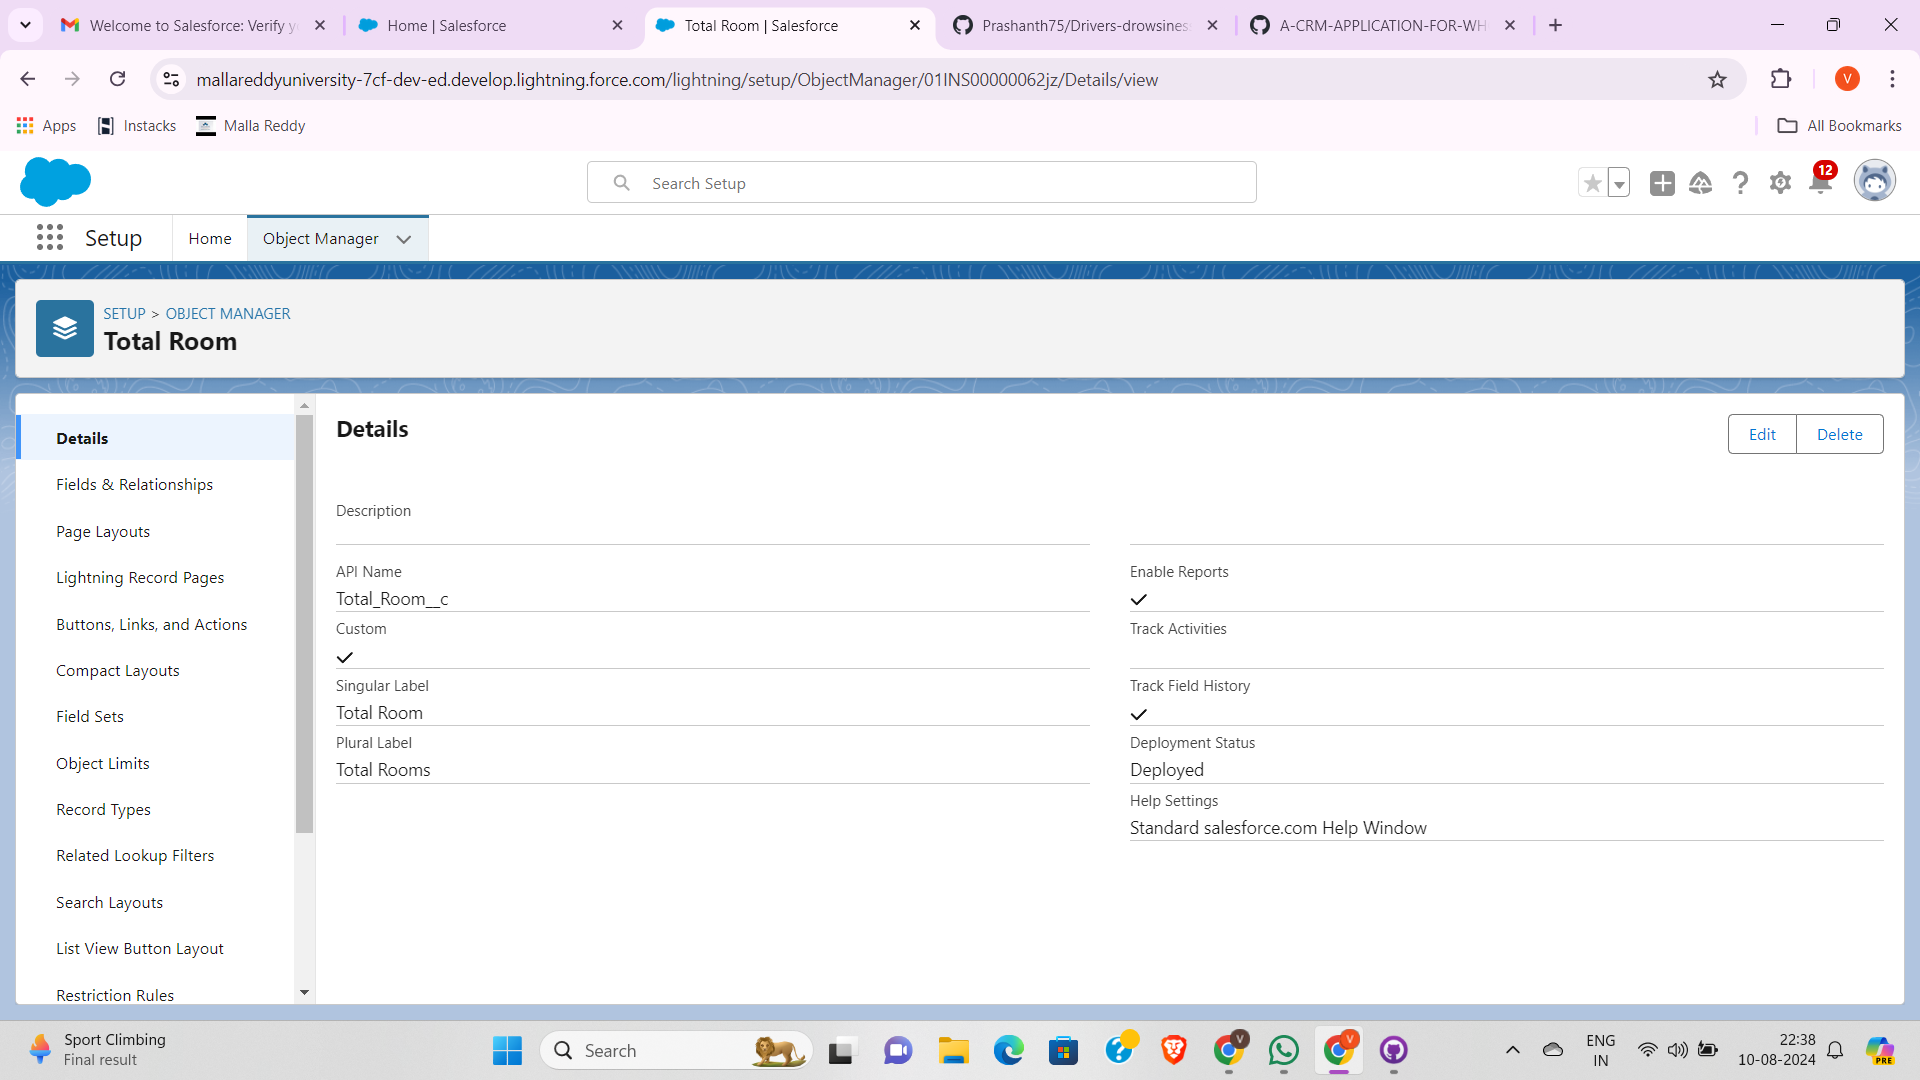 Welcome to Salesforce: Verify yo
Home | Salesforce
Total Room | Salesforce
Prashanth75/Drivers-drowsiness
A-CRM-APPLICATION-FOR-WH
mallareddyuniversity-7cf-dev-ed.develop.lightning.force.com/lightning/setup/ObjectManager/01INS00000062jz/Details/view
V
Apps
Instacks
Malla Reddy
All Bookmarks
Search Setup
12
Setup
Home
Object Manager
SETUP > OBJECT MANAGER
Total Room
Details
Fields & Relationships
Page Layouts
Lightning Record Pages
Buttons, Links, and Actions
Compact Layouts
Field Sets
Object Limits
Record Types
Related Lookup Filters
Search Layouts
List View Button Layout
Restriction Rules
Details
Edit
Delete
Description
API Name
Total_Room__c
Custom
Singular Label
Total Room
Plural Label
Total Rooms
Enable Reports
Track Activities
Track Field History
Deployment Status
Deployed
Help Settings
Standard salesforce.com Help Window
Sport Climbing
Final result
Search
V
V
ENG
IN
22:38
10-08-2024
PRE